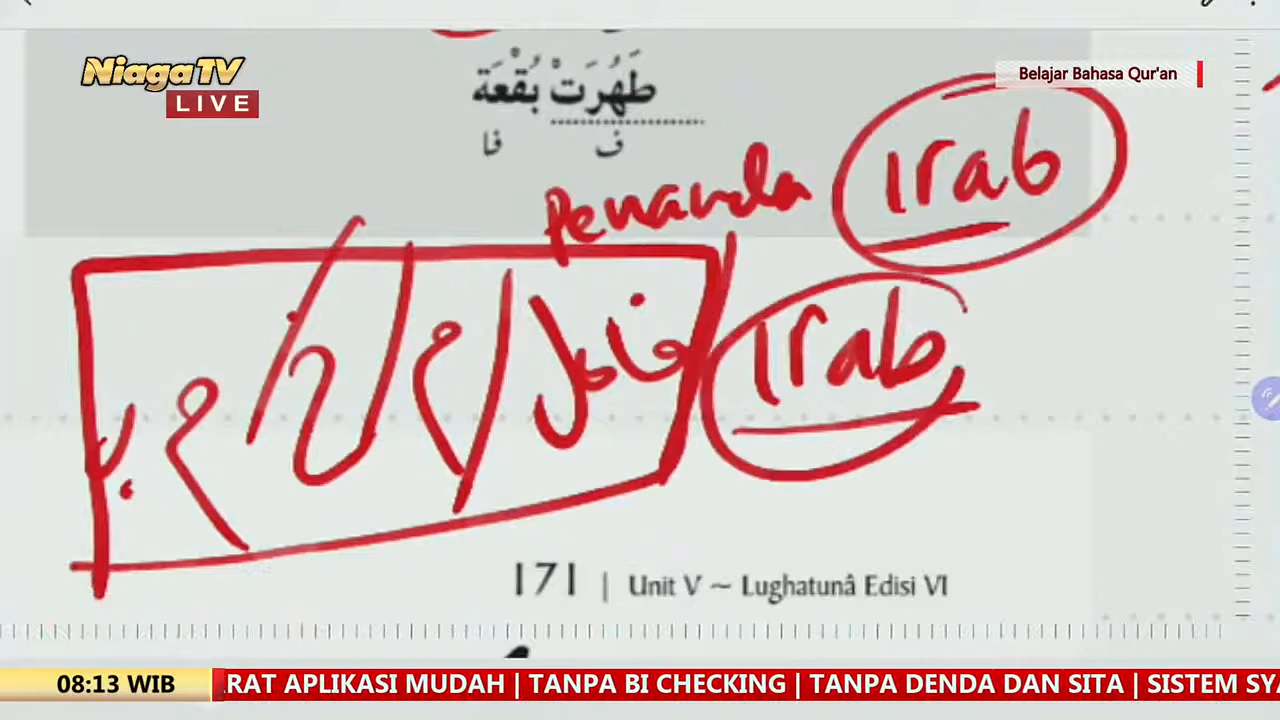 NiagaTV
LIVE
Belajar Bahasa Qur'an
طَهُرَتْ بُقْعَة
ف فا
Penanda Irab
Irab
171 | Unit V ~ Lughatunâ Edisi VI
08:13 WIB
RAT APLIKASI MUDAH | TANPA BI CHECKING | TANPA DENDA DAN SITA | SISTEM SYA